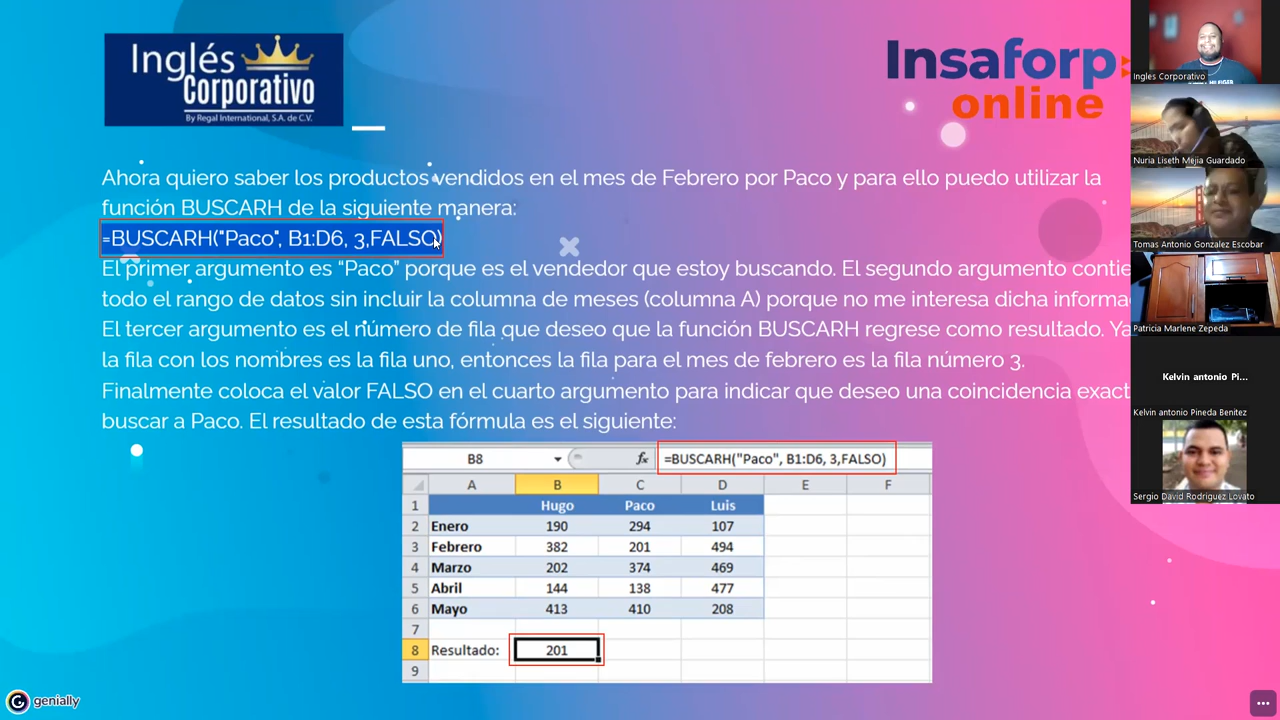 Inglés
Corporativo
By Regal International, S.A. de C.V.
Insaforp
online
Ahora quiero saber los productos vendidos en el mes de Febrero por Paco y para ello puedo utilizar la
función BUSCARH de la siguiente manera:
=BUSCARH("Paco", B1:D6, 3,FALSO)
El primer argumento es “Paco” porque es el vendedor que estoy buscando. El segundo argumento contie
todo el rango de datos sin incluir la columna de meses (columna A) porque no me interesa dicha informa
El tercer argumento es el número de fila que deseo que la función BUSCARH regrese como resultado. Ya
la fila con los nombres es la fila uno, entonces la fila para el mes de febrero es la fila número 3.
Finalmente coloca el valor FALSO en el cuarto argumento para indicar que deseo una coincidencia exact
buscar a Paco. El resultado de esta fórmula es el siguiente:
B8 fx =BUSCARH("Paco", B1:D6, 3,FALSO)
A B C D E F
1 Hugo Paco Luis
2 Enero 190 294 107
3 Febrero 382 201 494
4 Marzo 202 374 469
5 Abril 144 138 477
6 Mayo 413 410 208
7
8 Resultado: 201
9
genially
Ingles Corporativo
Nuria Liseth Mejia Guardado
Tomas Antonio Gonzalez Escobar
Patricia Marlene Zepeda
Kelvin antonio Pi...
Kelvin antonio Pineda Benitez
Sergio David Rodriguez Lovato